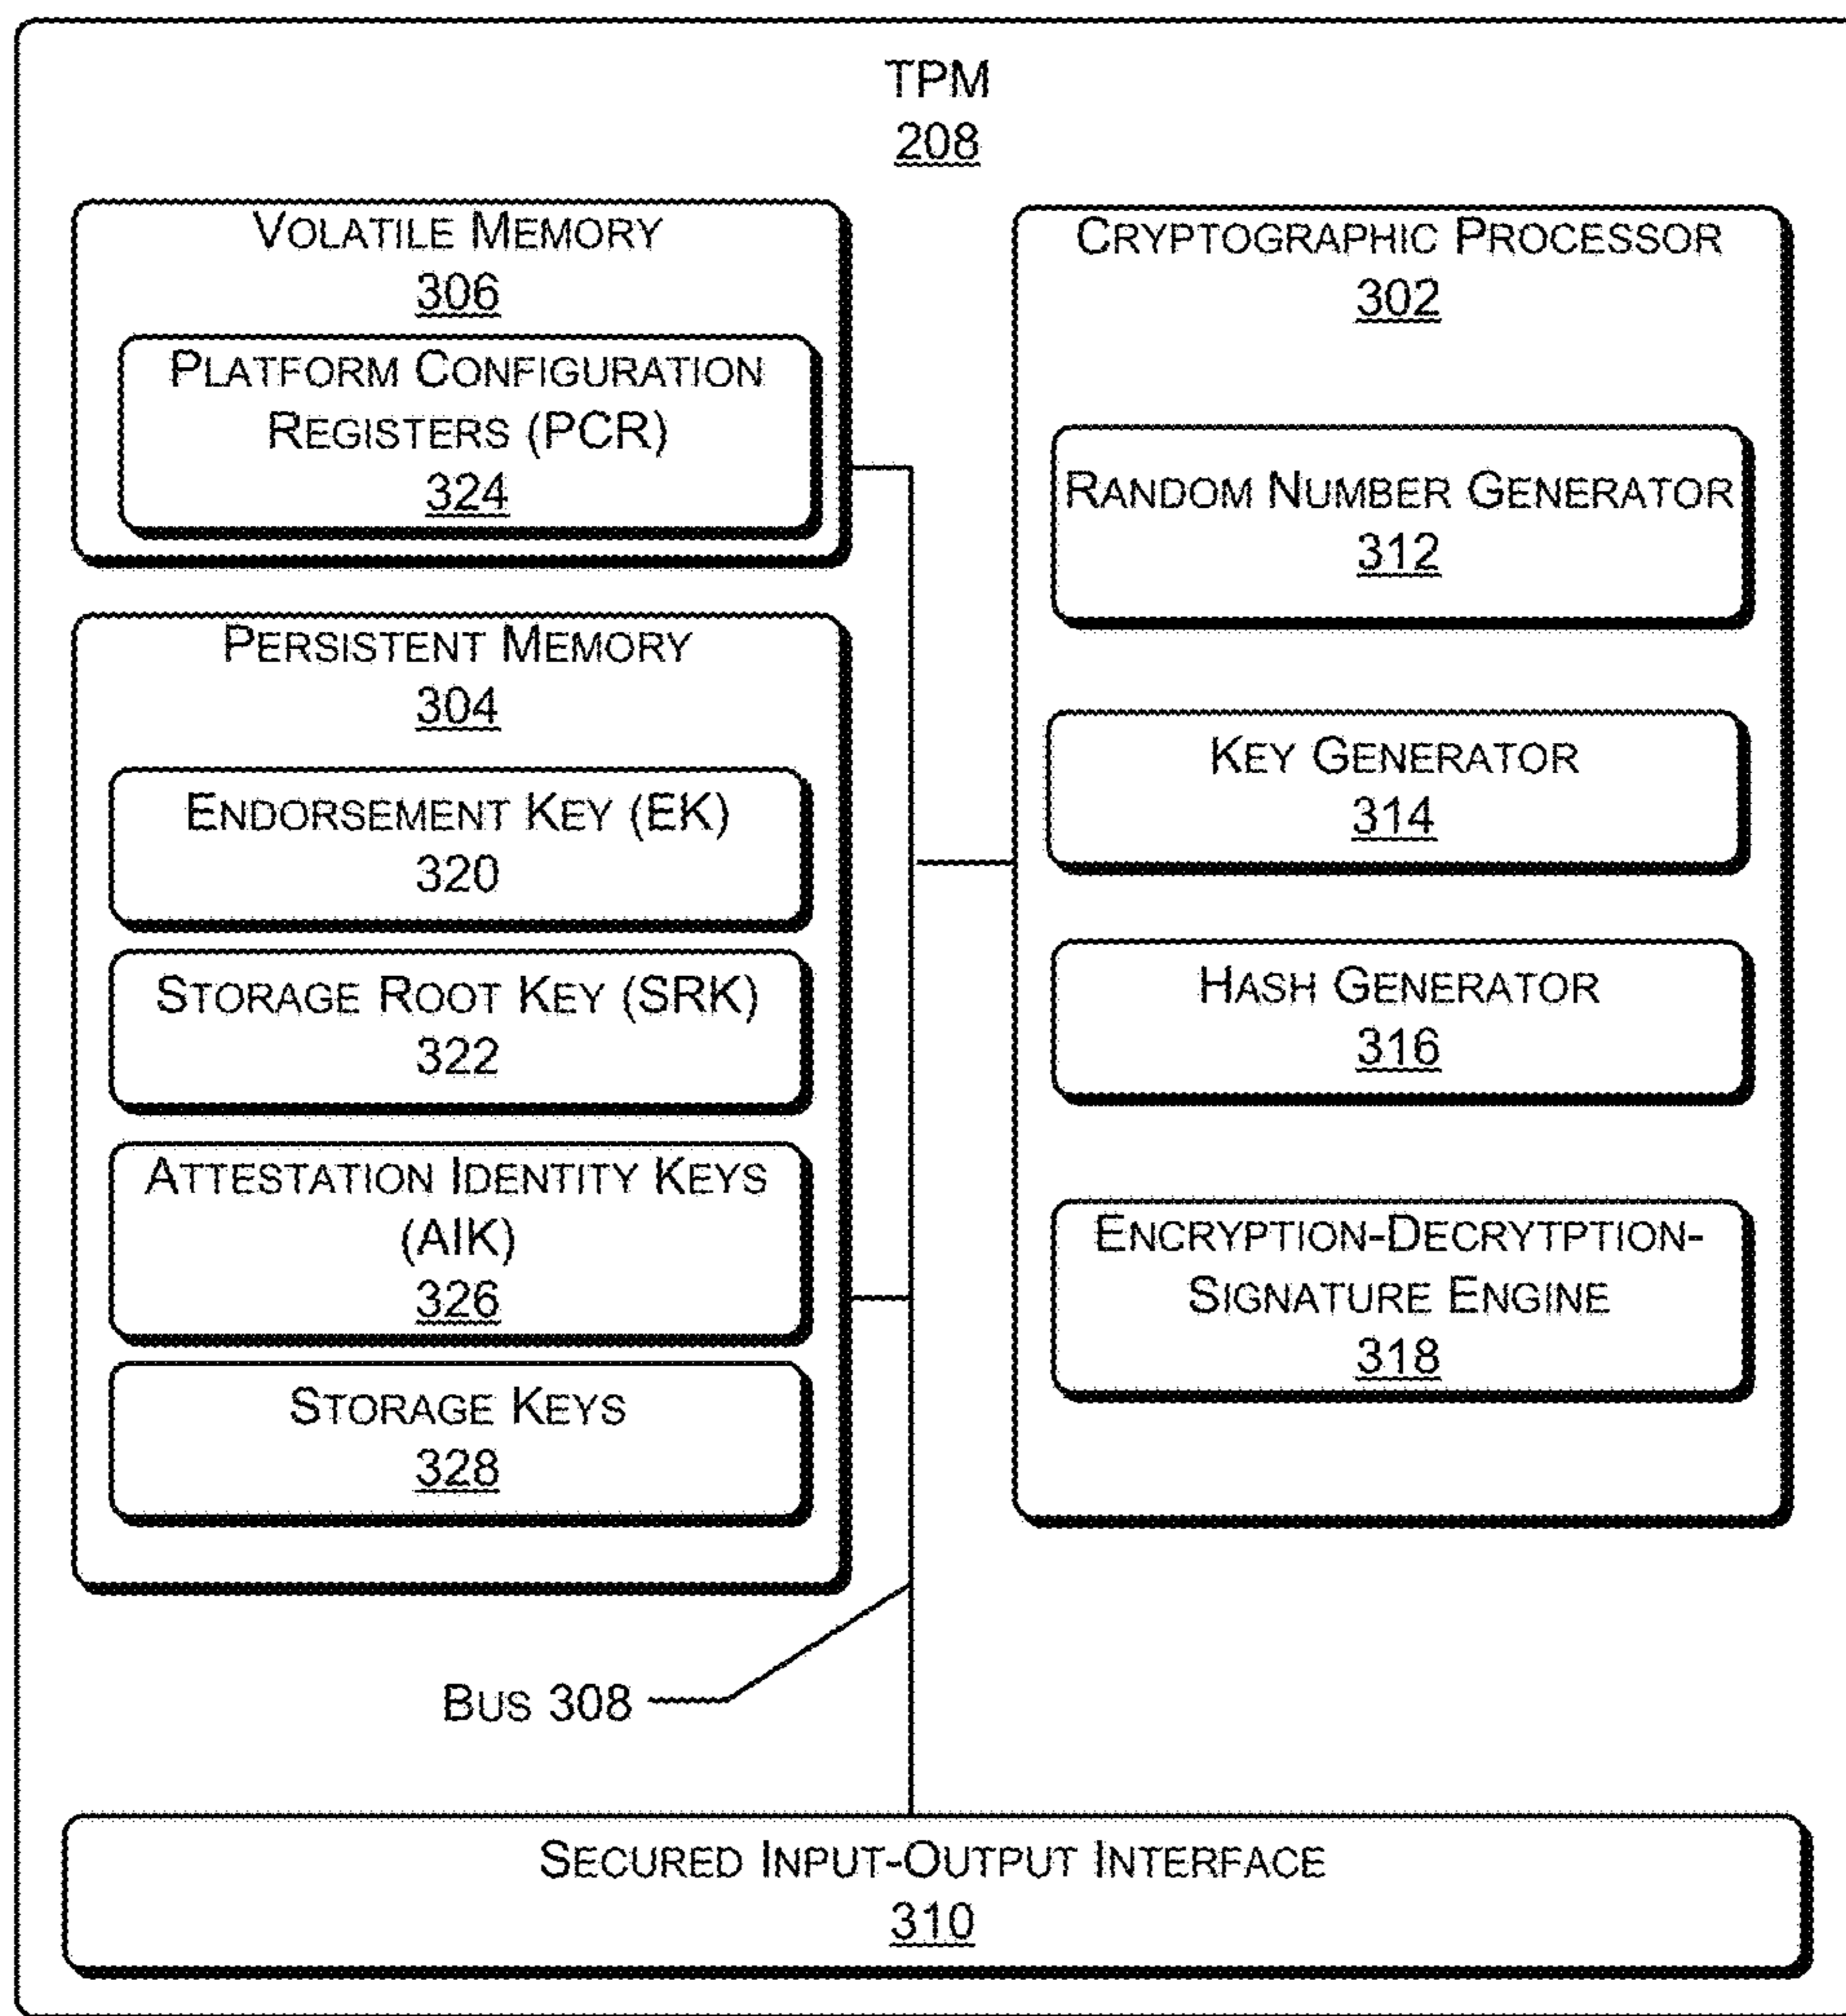 TPM
208
VOLATILE MEMORY
306
PLATFORM CONFIGURATION
REGISTERS (PCR)
324
PERSISTENT MEMORY
304
ENDORSEMENT KEY (EK)
320
STORAGE ROOT KEY (SRK)
322
ATTESTATION IDENTITY KEYS
(AIK)
326
STORAGE KEYS
328
CRYPTOGRAPHIC PROCESSOR
302
RANDOM NUMBER GENERATOR
312
KEY GENERATOR
314
HASH GENERATOR
316
ENCRYPTION-DECRYTPTION-
SIGNATURE ENGINE
318
BUS 308
SECURED INPUT-OUTPUT INTERFACE
310